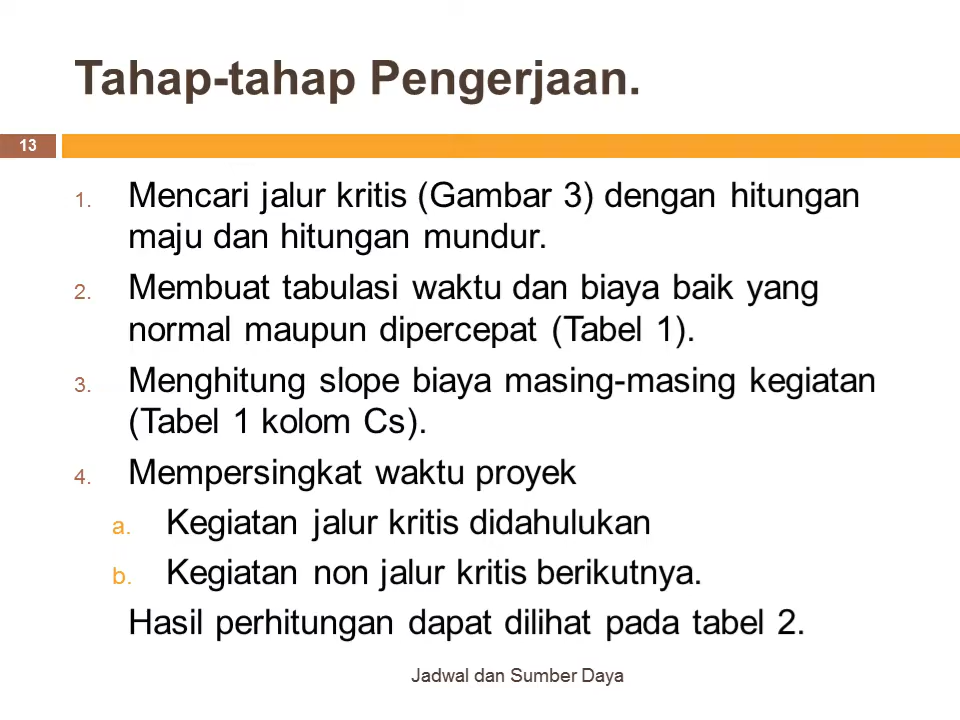 Tahap-tahap Pengerjaan.
13
1. Mencari jalur kritis (Gambar 3) dengan hitungan
maju dan hitungan mundur.
2. Membuat tabulasi waktu dan biaya baik yang
normal maupun dipercepat (Tabel 1).
3. Menghitung slope biaya masing-masing kegiatan
(Tabel 1 kolom Cs).
4. Mempersingkat waktu proyek
a. Kegiatan jalur kritis didahulukan
b. Kegiatan non jalur kritis berikutnya.
Hasil perhitungan dapat dilihat pada tabel 2.
Jadwal dan Sumber Daya